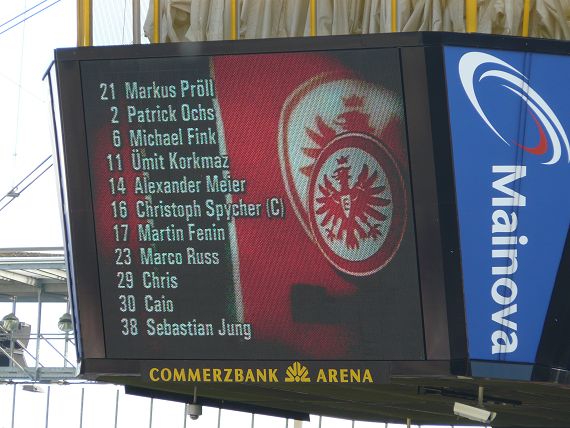 21 Markus Pröll
2 Patrick Ochs
6 Michael Fink
11 Ümit Korkmaz
14 Alexander Meier
16 Christoph Spycher (C)
17 Martin Fenin
23 Marco Russ
29 Chris
30 Caio
38 Sebastian Jung
COMMERZBANK ARENA
Mainova